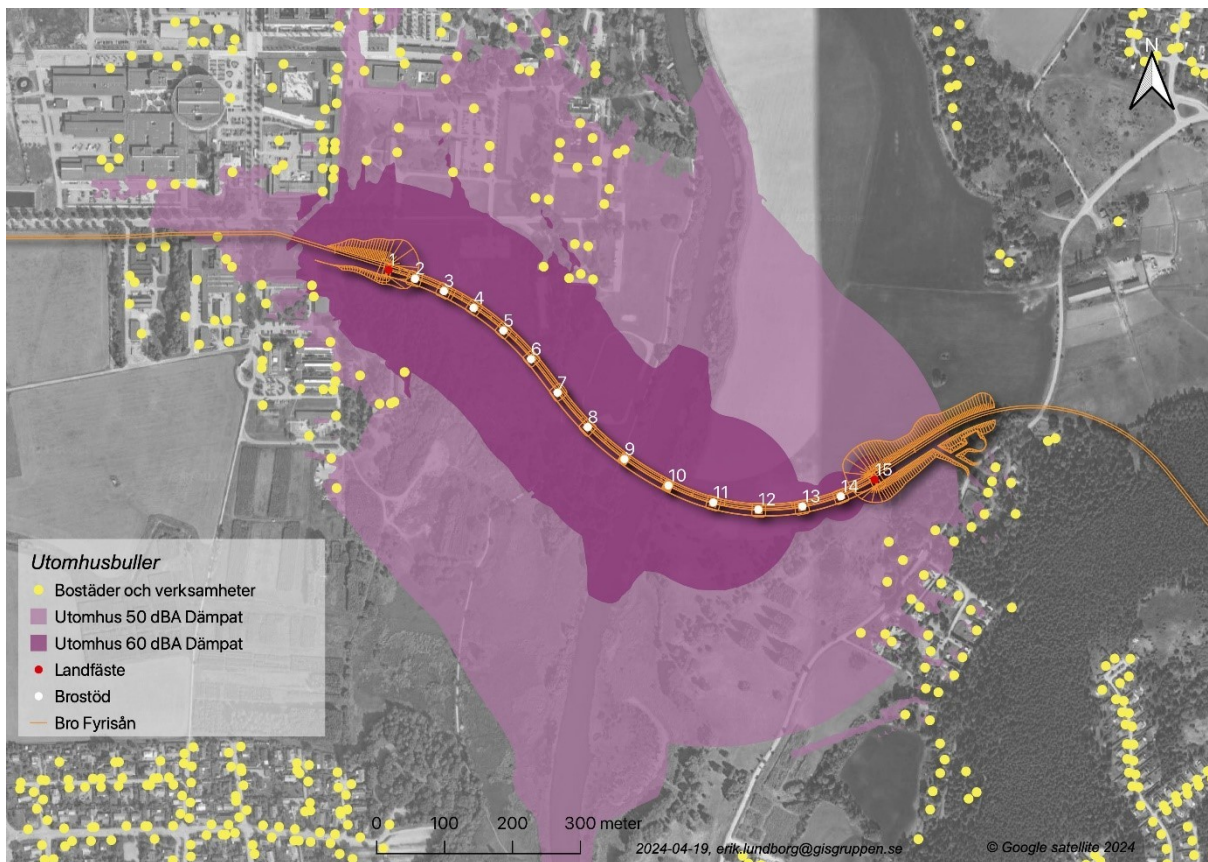 N
1
2
3
4
5
6
7
8
9
10
11
12
13
14
15
Utomhusbuller
Bostäder och verksamheter
Utomhus 50 dBA Dämpat
Utomhus 60 dBA Dämpat
Landfäste
Brostöd
Bro Fyrisån
0 100 200 300 meter
2024-04-19, erik.lundborg@gisgruppen.se
© Google satellite 2024